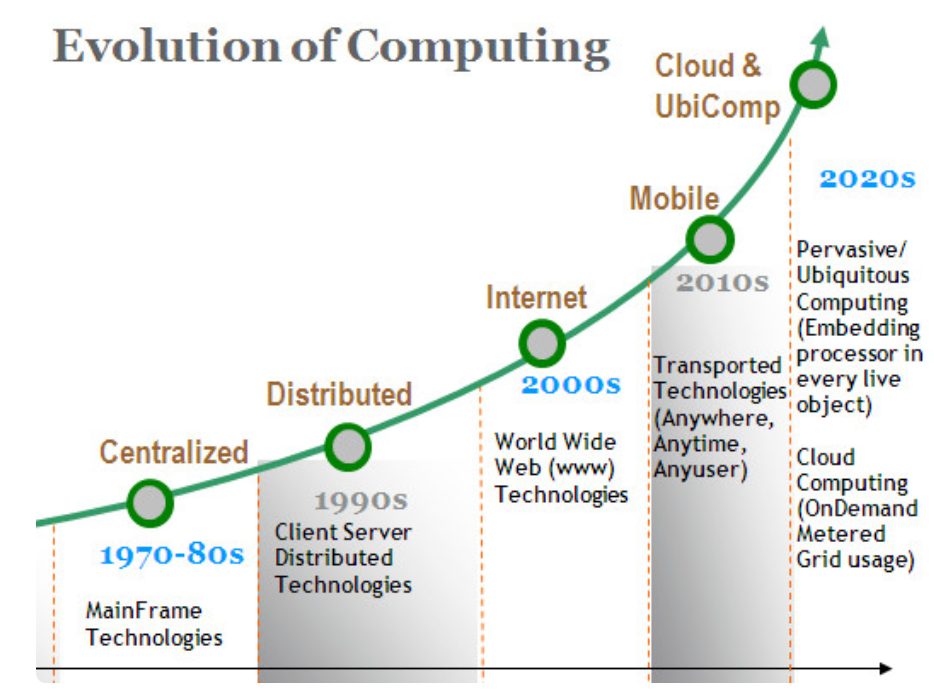 Evolution of Computing
Centralized
1970-80s
MainFrame
Technologies
Distributed
1990s
Client Server
Distributed
Technologies
Internet
2000s
World Wide
Web (www)
Technologies
Mobile
2010s
Transported
Technologies
(Anywhere,
Anytime,
Anyuser)
Cloud &
UbiComp
2020s
Pervasive/
Ubiquitous
Computing
(Embedding
processor in
every live
object)
Cloud
Computing
(OnDemand
Metered
Grid usage)